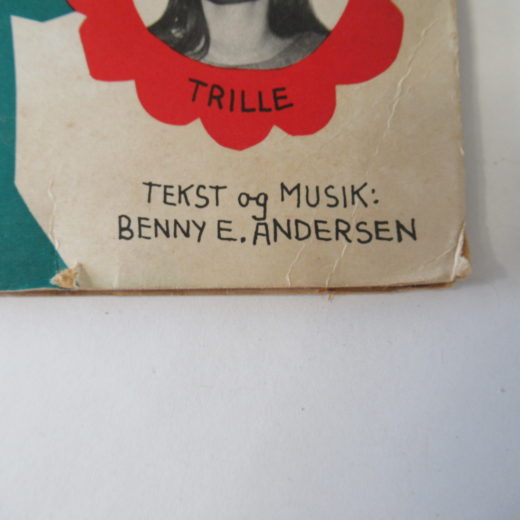 TRILLE
TEKST og MUSIK:
BENNY E. ANDERSEN